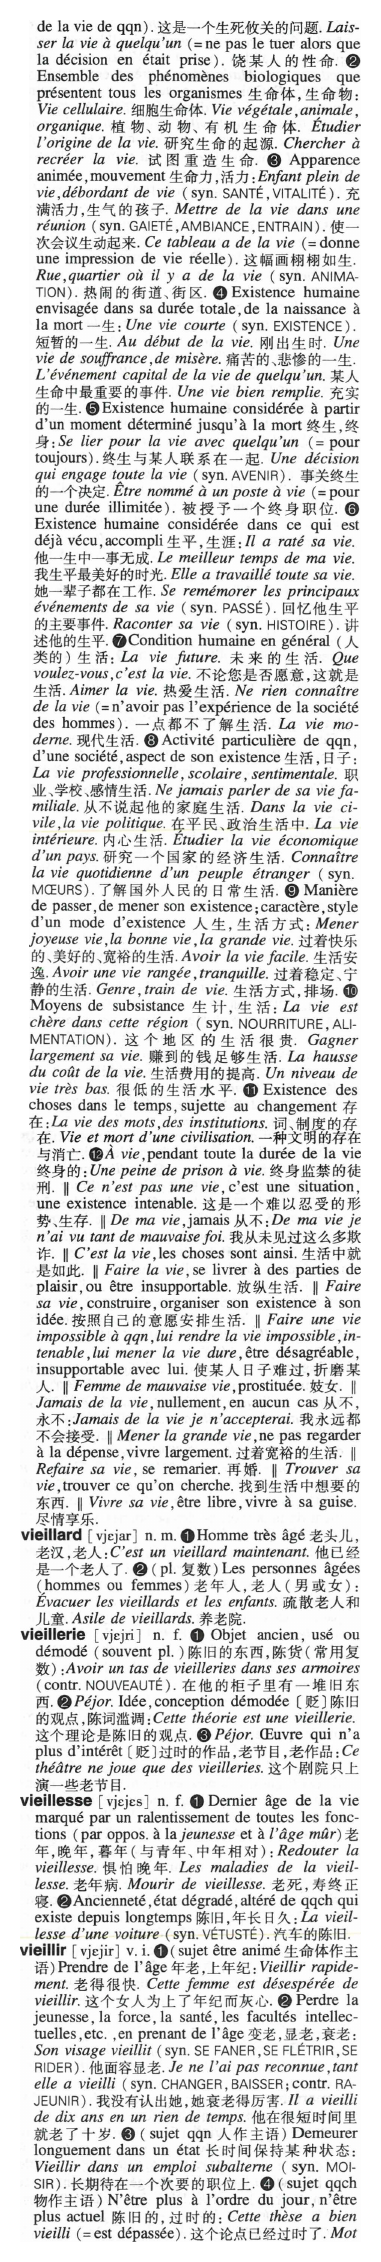 de la vie de qqn). 这是一个生死攸关的问题. Lais-
ser la vie à quelqu'un (=ne pas le tuer alors que
la décision en était prise). 饶某人的性命. ❷
Ensemble des phénomènes biologiques que
présentent tous les organismes 生命体,生命物:
Vie cellulaire. 细胞生命体. Vie végétale, animale,
organique. 植物、动物、有机生命体. Étudier
l'origine de la vie. 研究生命的起源. Chercher à
recréer la vie. 试图重造生命. ❸ Apparence
animée, mouvement 生命力,活力: Enfant plein de
vie, débordant de vie (syn. SANTÉ, VITALITÉ). 充
满活力,生气的孩子. Mettre de la vie dans une
réunion (syn. GAIETÉ, AMBIANCE, ENTRAIN). 使一
次会议生动起来. Ce tableau a de la vie (=donne
une impression de vie réelle). 这幅画栩栩如生.
Rue, quartier où il y a de la vie (syn. ANIMA-
TION). 热闹的街道、街区. ❹ Existence humaine
envisagée dans sa durée totale, de la naissance à
la mort 一生: Une vie courte (syn. EXISTENCE).
短暂的一生. Au début de la vie. 刚出生时. Une
vie de souffrance, de misère. 痛苦的、悲惨的一生.
L'événement capital de la vie de quelqu'un. 某人
生命中最重要的事件. Une vie bien remplie. 充实
的一生. ❺ Existence humaine considérée à partir
d'un moment déterminé jusqu'à la mort 终生,终
身: Se lier pour la vie avec quelqu'un (= pour
toujours). 终生与某人联系在一起. Une décision
qui engage toute la vie (syn. AVENIR). 事关终生
的一个决定. Être nommé à un poste à vie (=pour
une durée illimitée). 被授予一个终身职位. ❻
Existence humaine considérée dans ce qui est
déjà vécu, accompli 生平,生涯: Il a raté sa vie.
他一生中一事无成. Le meilleur temps de ma vie.
我生平最美好的时光. Elle a travaillé toute sa vie.
她一辈子都在工作. Se remémorer les principaux
événements de sa vie (syn. PASSÉ). 回忆他生平
的主要事件. Raconter sa vie (syn. HISTOIRE). 讲
述他的生平. ❼ Condition humaine en général (人
类的) 生活: La vie future. 未来的生活. Que
voulez-vous, c'est la vie. 不论您是否愿意,这就是
生活. Aimer la vie. 热爱生活. Ne rien connaître
de la vie (=n'avoir pas l'expérience de la société
des hommes). 一点都不了解生活. La vie mo-
derne. 现代生活. ❽ Activité particulière de qqn,
d'une société, aspect de son existence 生活,日子:
La vie professionnelle, scolaire, sentimentale. 职
业、学校、感情生活. Ne jamais parler de sa vie fa-
miliale. 从不说起他的家庭生活. Dans la vie ci-
vile, la vie politique. 在平民、政治生活中. La vie
intérieure. 内心生活. Étudier la vie économique
d'un pays. 研究一个国家的经济生活. Connaître
la vie quotidienne d'un peuple étranger (syn.
MŒURS). 了解国外人民的日常生活. ❾ Manière
de passer, de mener son existence; caractère, style
d'un mode d'existence 人生,生活方式: Mener
joyeuse vie, la bonne vie, la grande vie. 过着快乐
的、美好的、宽裕的生活. Avoir la vie facile. 生活安
逸. Avoir une vie rangée, tranquille. 过着稳定、宁
静的生活. Genre, train de vie. 生活方式,排场. ❿
Moyens de subsistance 生计,生活: La vie est
chère dans cette région (syn. NOURRITURE, ALI-
MENTATION). 这个地区的生活很贵. Gagner
largement sa vie. 赚到的钱足够生活. La hausse
du coût de la vie. 生活费用的提高. Un niveau de
vie très bas. 很低的生活水平. ⓫ Existence des
choses dans le temps, sujette au changement 存
在: La vie des mots, des institutions. 词、制度的存
在. Vie et mort d'une civilisation. 一种文明的存在
与消亡. ⓬ À vie, pendant toute la durée de la vie
终身的: Une peine de prison à vie. 终身监禁的徒
刑. ‖ Ce n'est pas une vie, c'est une situation,
une existence intenable. 这是一个难以忍受的形
势、生存. ‖ De ma vie, jamais 从不: De ma vie je
n'ai vu tant de mauvaise foi. 我从未见过这么多欺
诈. ‖ C'est la vie, les choses sont ainsi. 生活中就
是如此. ‖ Faire la vie, se livrer à des parties de
plaisir, ou être insupportable. 放纵生活. ‖ Faire
sa vie, construire, organiser son existence à son
idée. 按照自己的意愿安排生活. ‖ Faire une vie
impossible à qqn, lui rendre la vie impossible, in-
tenable, lui mener la vie dure, être désagréable,
insupportable avec lui. 使某人日子难过,折磨某
人. ‖ Femme de mauvaise vie, prostituée. 妓女. ‖
Jamais de la vie, nullement, en aucun cas 从不,
永不: Jamais de la vie je n'accepterai. 我永远都
不会接受. ‖ Mener la grande vie, ne pas regarder
à la dépense, vivre largement. 过着宽裕的生活. ‖
Refaire sa vie, se remarier. 再婚. ‖ Trouver sa
vie, trouver ce qu'on cherche. 找到生活中想要的
东西. ‖ Vivre sa vie, être libre, vivre à sa guise.
尽情享乐.
vieillard [vjɛjar] n. m. ❶ Homme très âgé 老头儿,
老汉,老人: C'est un vieillard maintenant. 他已经
是一个老人了. ❷ (pl. 复数) Les personnes âgées
(hommes ou femmes) 老年人,老人 (男或女):
Évacuer les vieillards et les enfants. 疏散老人和
儿童. Asile de vieillards. 养老院.
vieillerie [vjɛjri] n. f. ❶ Objet ancien, usé ou
démodé (souvent pl.) 陈旧的东西,陈货(常用复
数): Avoir un tas de vieilleries dans ses armoires
(contr. NOUVEAUTÉ). 在他的柜子里有一堆旧东
西. ❷ Péjor. Idée, conception démodée [贬]陈旧
的观点,陈词滥调: Cette théorie est une vieillerie.
这个理论是陈旧的观点. ❸ Péjor. Œuvre qui n'a
plus d'intérêt [贬]过时的作品,老节目,老作品: Ce
théâtre ne joue que des vieilleries. 这个剧院只上
演一些老节目.
vieillesse [vjɛjɛs] n. f. ❶ Dernier âge de la vie
marqué par un ralentissement de toutes les fonc-
tions (par oppos. à la jeunesse et à l'âge mûr) 老
年,晚年,暮年(与青年、中年相对): Redouter la
vieillesse. 惧怕晚年. Les maladies de la vieil-
lesse. 老年病. Mourir de vieillesse. 老死,寿终正
寝. ❷ Ancienneté, état dégradé, altéré de qqch qui
existe depuis longtemps 陈旧,年长日久: La vieil-
lesse d'une voiture (syn. VÉTUSTÉ). 汽车的陈旧.
vieillir [vjɛjir] v. i. ❶ (sujet être animé 生命体作主
语) Prendre de l'âge 年老,上年纪: Vieillir rapide-
ment. 老得很快. Cette femme est désespérée de
vieillir. 这个女人为上了年纪而灰心. ❷ Perdre la
jeunesse, la force, la santé, les facultés intellec-
tuelles, etc., en prenant de l'âge 变老,显老,衰老:
Son visage vieillit (syn. SE FANER, SE FLÉTRIR, SE
RIDER). 他面容显老. Je ne l'ai pas reconnue, tant
elle a vieilli (syn. CHANGER, BAISSER; contr. RA-
JEUNIR). 我没有认出她,她衰老得厉害. Il a vieilli
de dix ans en un rien de temps. 他在很短时间里
就老了十岁. ❸ (sujet qqn 人作主语) Demeurer
longuement dans un état 长时间保持某种状态:
Vieillir dans un emploi subalterne (syn. MOI-
SIR). 长期待在一个次要的职位上. ❹ (sujet qqch
物作主语) N'être plus à l'ordre du jour, n'être
plus actuel 陈旧的,过时的: Cette thèse a bien
vieilli (=est dépassée). 这个论点已经过时了. Mot